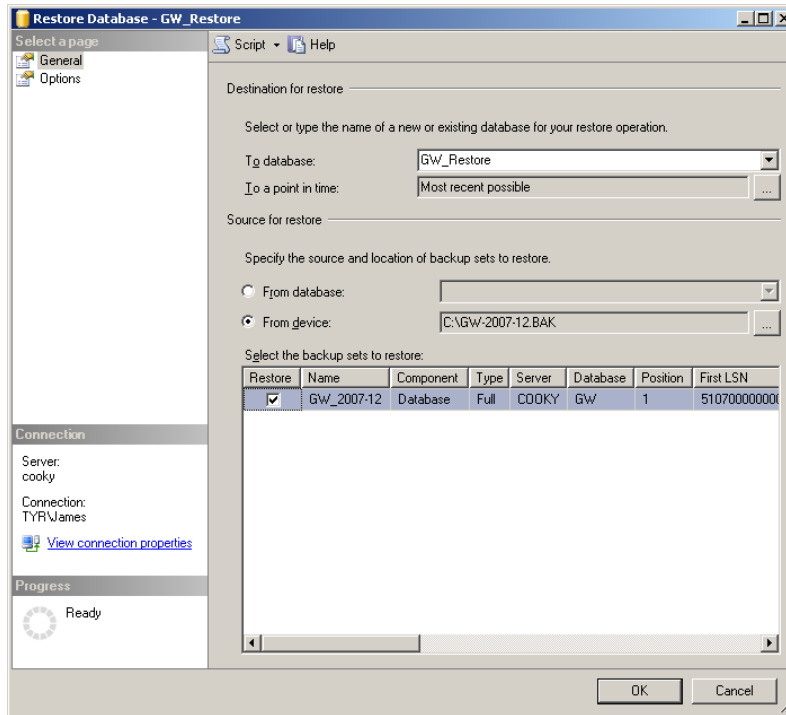 Restore Database - GW_Restore
Select a page
General
Options
Script
Help
Destination for restore
Select or type the name of a new or existing database for your restore operation.
To database:
GW_Restore
To a point in time:
Most recent possible
...
Source for restore
Specify the source and location of backup sets to restore.
From database:
From device:
C:\GW-2007-12.BAK
...
Select the backup sets to restore:
Restore Name Component Type Server Database Position First LSN
GW_2007-12 Database Full COOKY GW 1 510700000000
Connection
Server:
cooky
Connection:
TYR\James
View connection properties
Progress
Ready
OK
Cancel